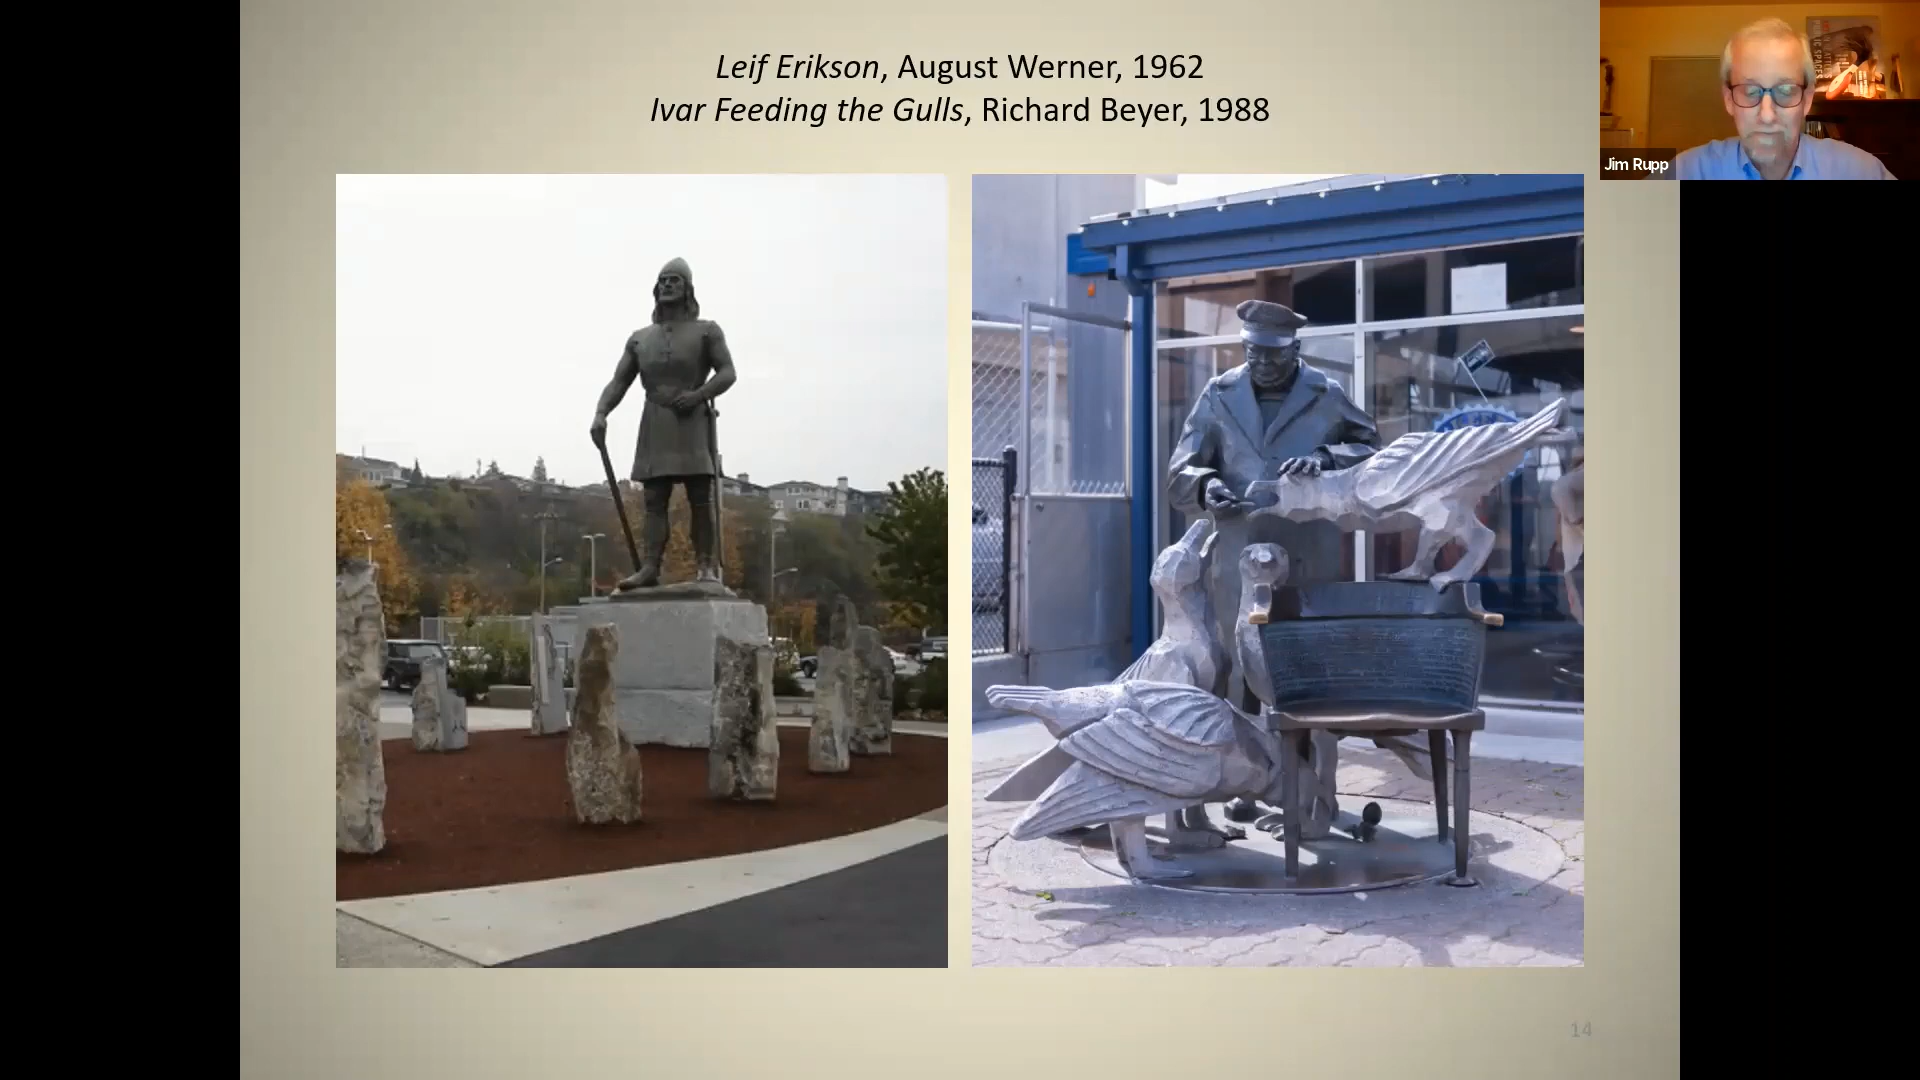 Leif Erikson, August Werner, 1962
Ivar Feeding the Gulls, Richard Beyer, 1988
Jim Rupp
14